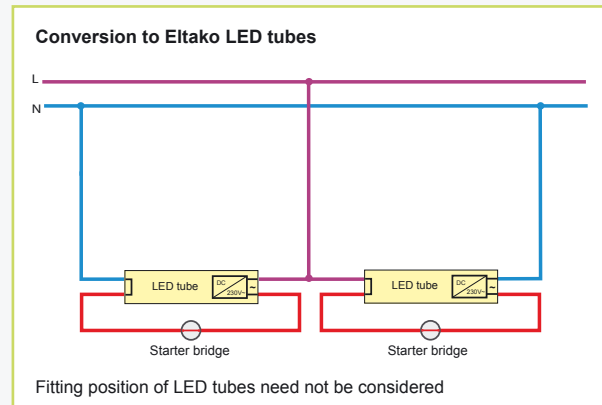 Conversion to Eltako LED tubes
L
N
LED tube
DC
230V~
~
LED tube
DC
230V~
~
Starter bridge
Starter bridge
Fitting position of LED tubes need not be considered